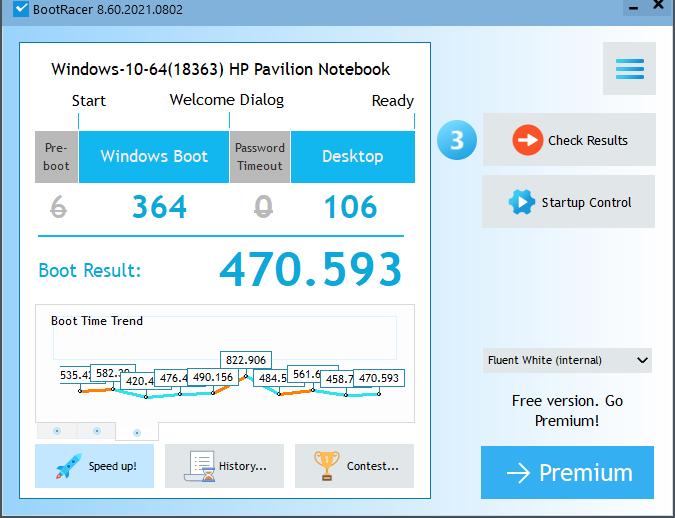 BootRacer 8.60.2021.0802
Windows-10-64(18363) HP Pavilion Notebook
Start
Welcome Dialog
Ready
Pre-
boot
Windows Boot
Password
Timeout
Desktop
6
364
0
106
Boot Result:
470.593
Boot Time Trend
822.906
535.4
582.
420.4
476.4
490.156
484.5
561.6
458.7
470.593
Speed up!
History...
Contest...
3
Check Results
Startup Control
Fluent White (internal)
Free version. Go
Premium!
Premium